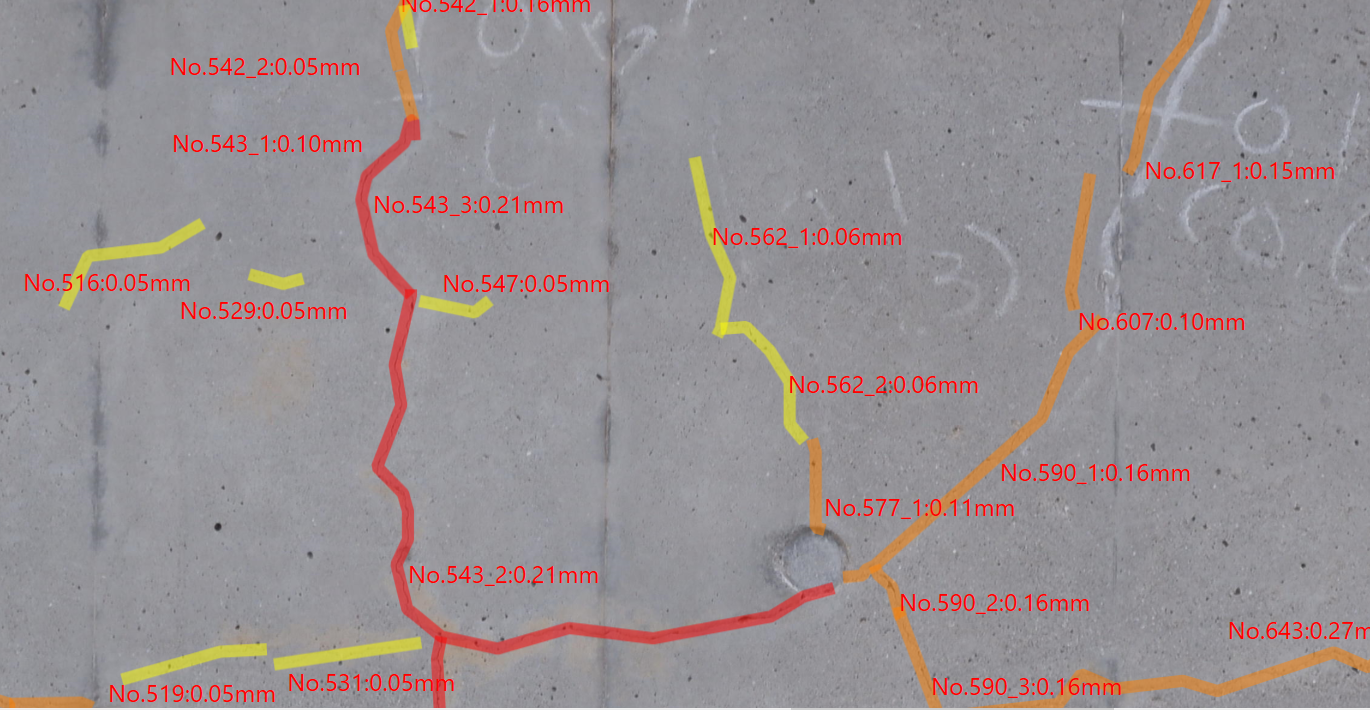 No.542_1:0.16mm
No.542_2:0.05mm
No.543_1:0.10mm
No.617_1:0.15mm
No.543_3:0.21mm
No.562_1:0.06mm
No.516:0.05mm
No.547:0.05mm
No.529:0.05mm
No.607:0.10mm
No.562_2:0.06mm
No.590_1:0.16mm
No.577_1:0.11mm
No.543_2:0.21mm
No.590_2:0.16mm
No.643:0.27m
No.531:0.05mm
No.590_3:0.16mm
No.519:0.05mm